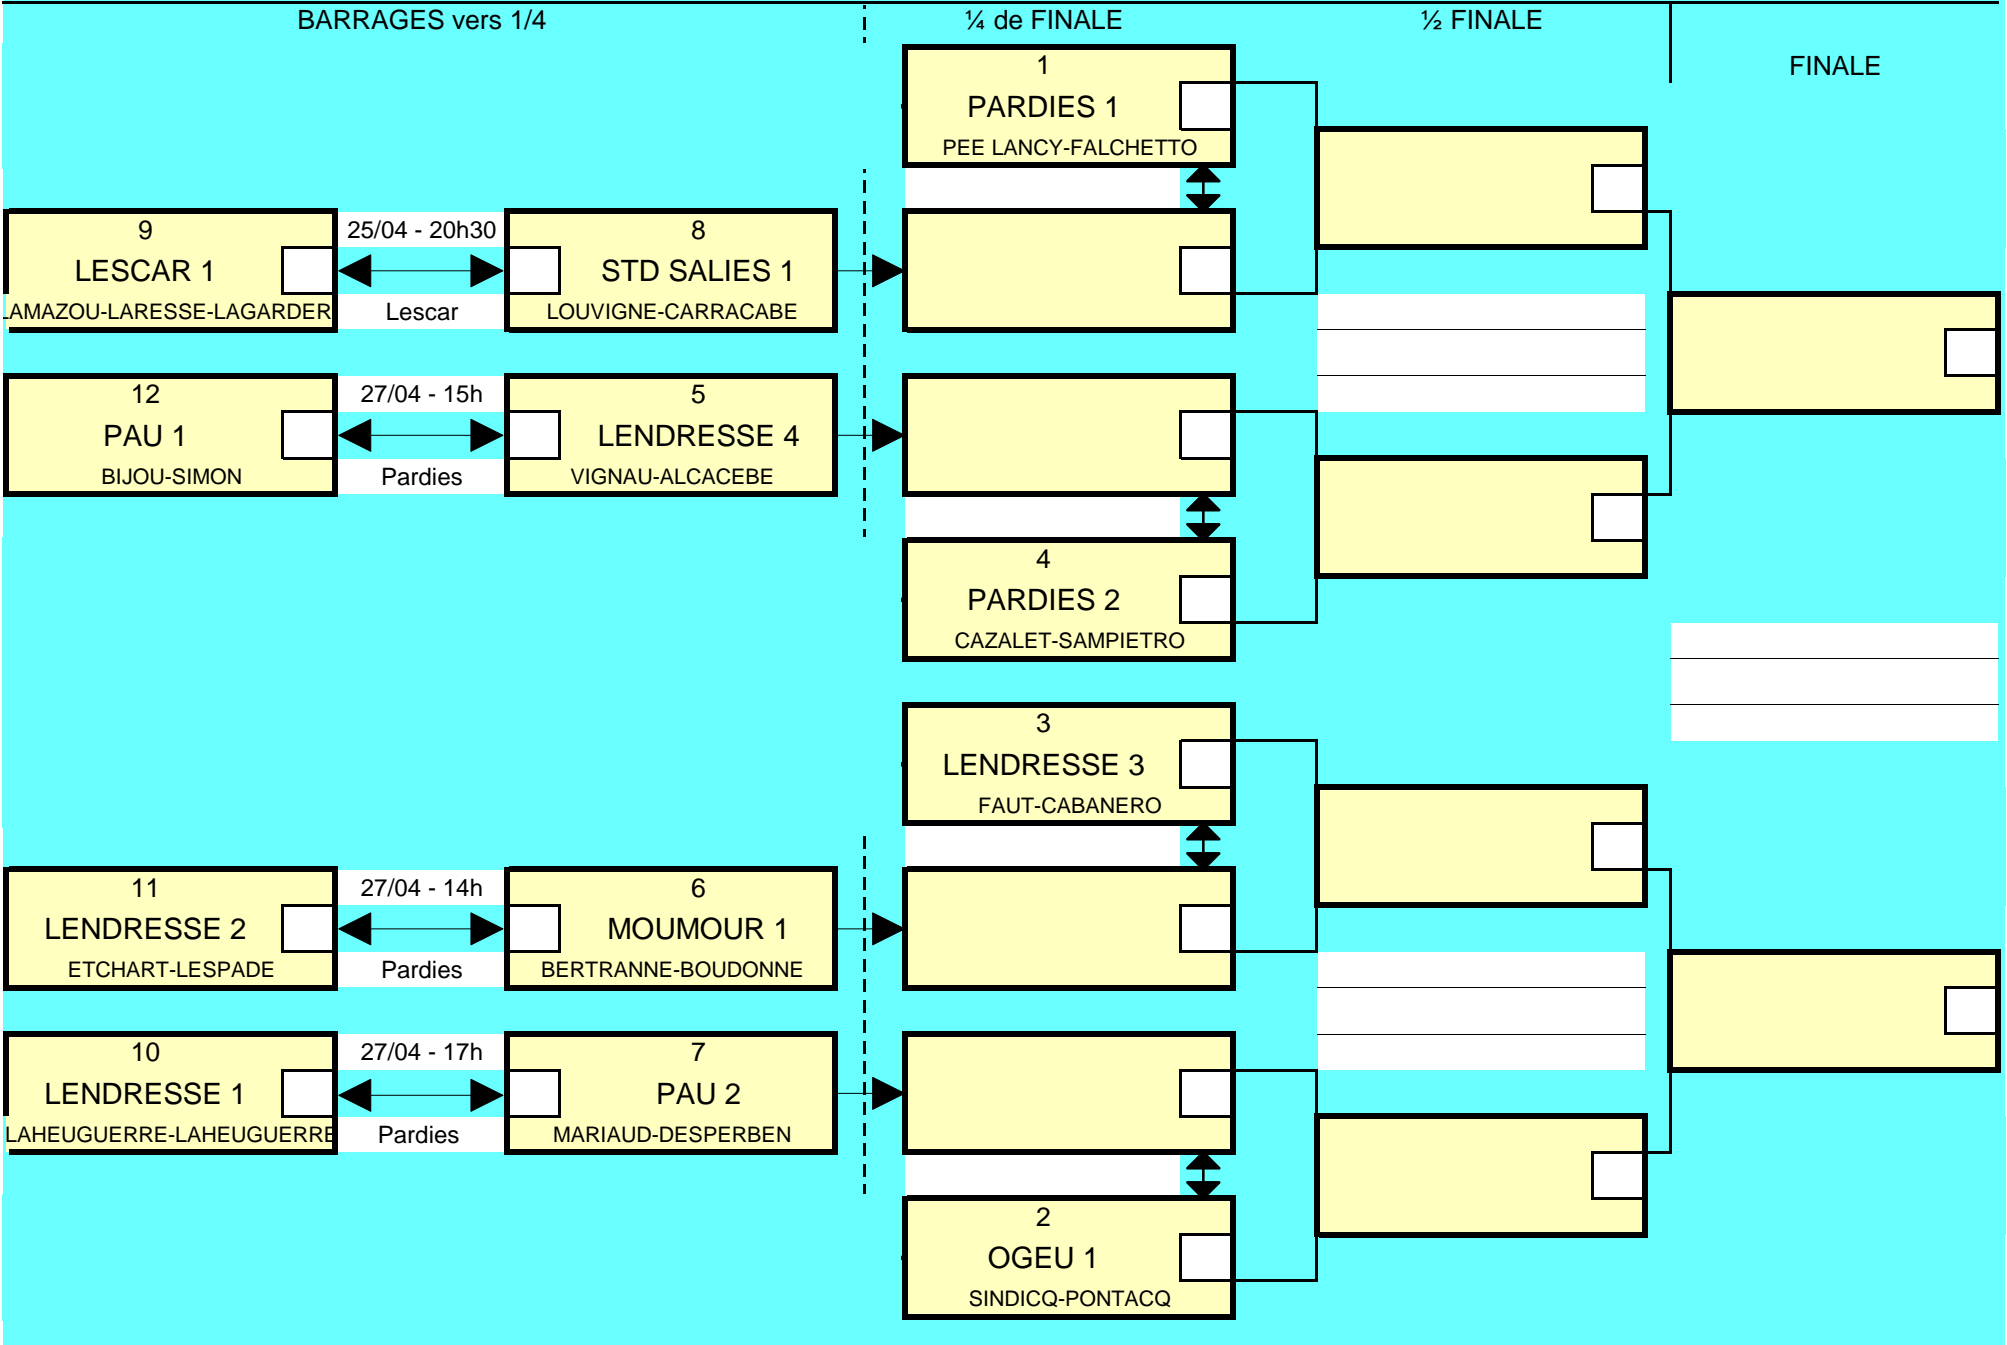 BARRAGES vers 1/4
¼ de FINALE
½ FINALE
FINALE
1
PARDIES 1
PEE LANCY-FALCHETTO
9
LESCAR 1
LAMAZOU-LARESSE-LAGARDER
25/04 - 20h30
Lescar
8
STD SALIES 1
LOUVIGNE-CARRACABE
12
PAU 1
BIJOU-SIMON
27/04 - 15h
Pardies
5
LENDRESSE 4
VIGNAU-ALCACEBE
4
PARDIES 2
CAZALET-SAMPIETRO
3
LENDRESSE 3
FAUT-CABANERO
11
LENDRESSE 2
ETCHART-LESPADE
27/04 - 14h
Pardies
6
MOUMOUR 1
BERTRANNE-BOUDONNE
10
LENDRESSE 1
LAHEUGUERRE-LAHEUGUERRE
27/04 - 17h
Pardies
7
PAU 2
MARIAUD-DESPERBEN
2
OGEU 1
SINDICQ-PONTACQ